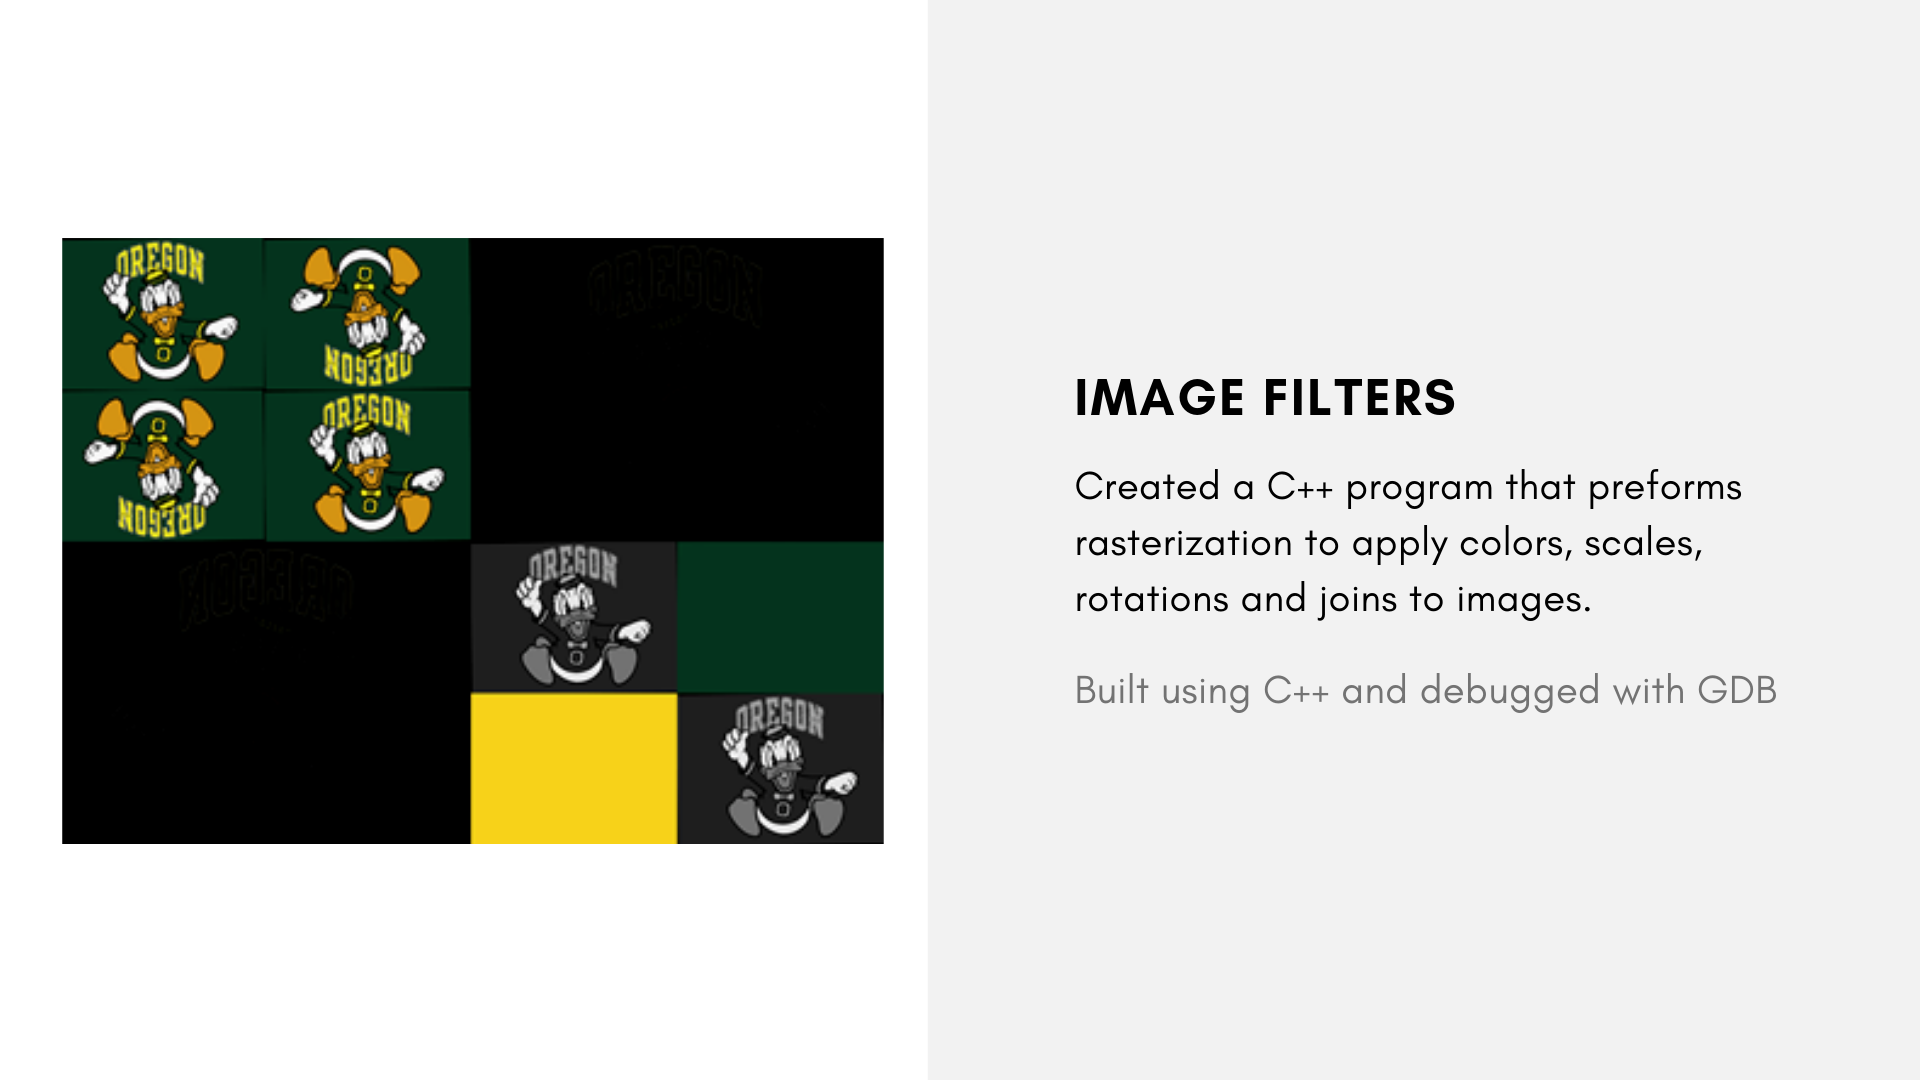 OREGON
OREGON
OREGON
OREGON
OREGON
OREGON
OREGON
OREGON
IMAGE FILTERS
Created a C++ program that preforms
rasterization to apply colors, scales,
rotations and joins to images.
Built using C++ and debugged with GDB